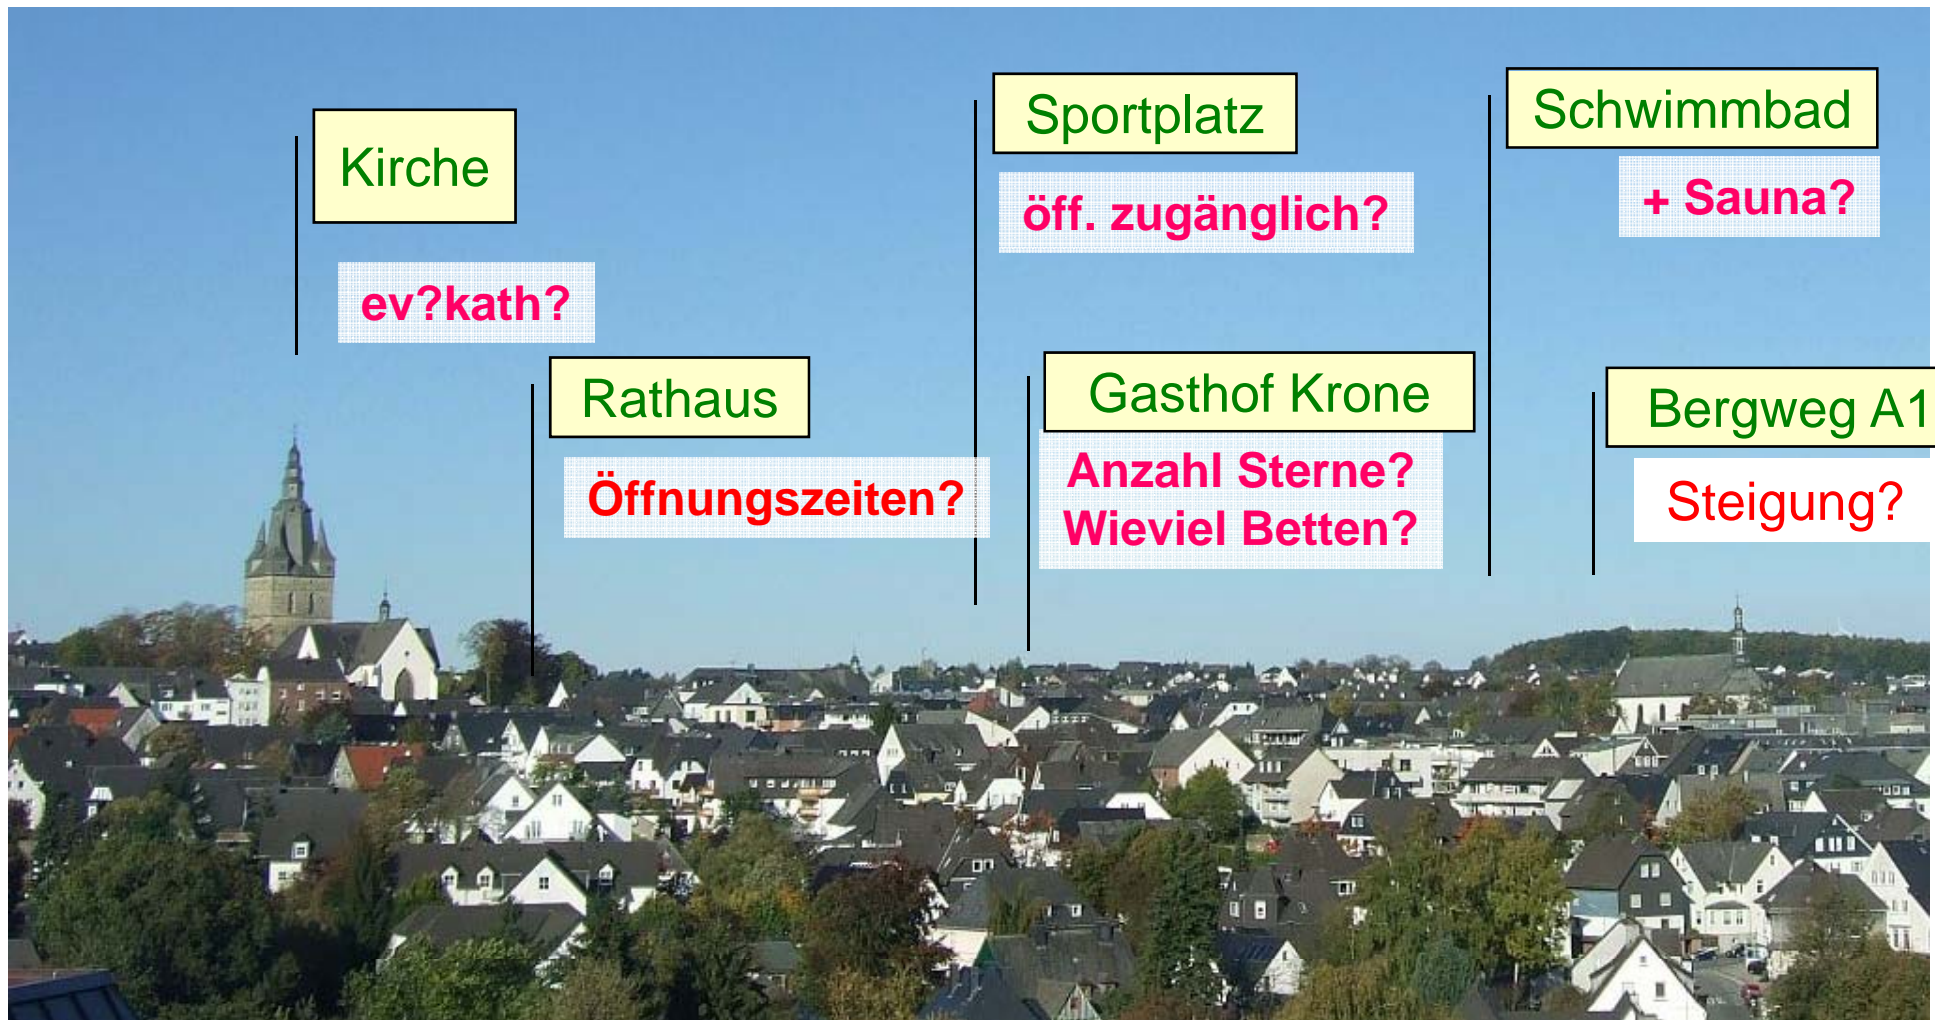 Kirche
ev?kath?
Rathaus
Öffnungszeiten?
Sportplatz
öff. zugänglich?
Gasthof Krone
Anzahl Sterne?
Wieviel Betten?
Schwimmbad
+ Sauna?
Bergweg A1
Steigung?